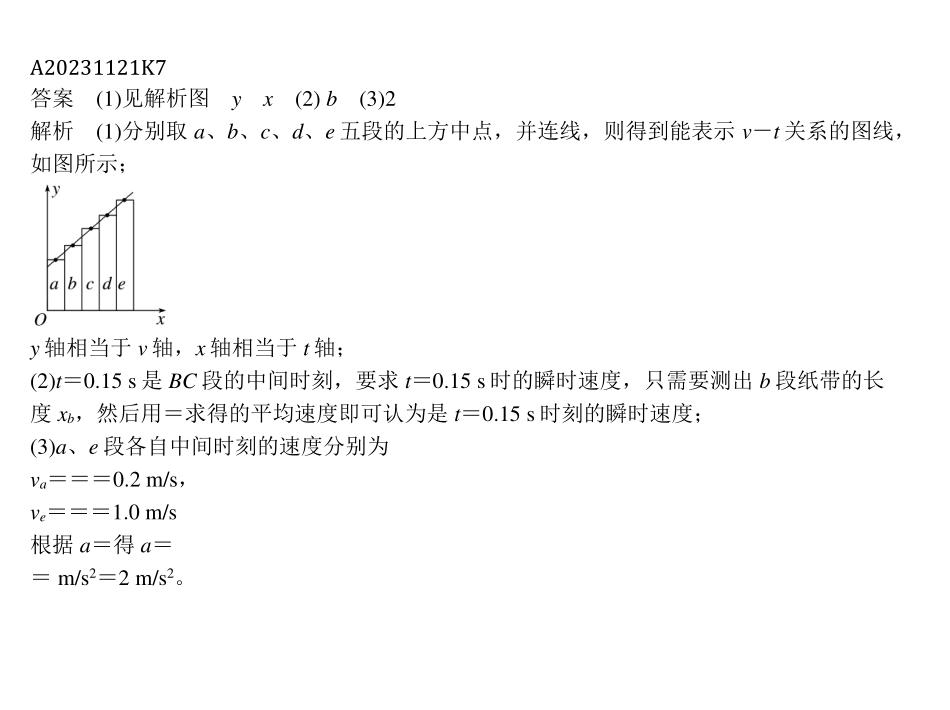 A20231121K7
答案 (1)见解析图 y x (2) b (3)2
解析 (1)分别取 a、b、c、d、e 五段的上方中点，并连线，则得到能表示 v－t 关系的图线，
如图所示；
y
a b c d e
O x
y 轴相当于 v 轴，x 轴相当于 t 轴；
(2)t＝0.15 s 是 BC 段的中间时刻，要求 t＝0.15 s 时的瞬时速度，只需要测出 b 段纸带的长
度 x_b，然后用＝求得的平均速度即可认为是 t＝0.15 s 时刻的瞬时速度；
(3)a、e 段各自中间时刻的速度分别为
v_a＝＝＝0.2 m/s，
v_e＝＝＝1.0 m/s
根据 a＝得 a＝
＝ m/s²＝2 m/s²。